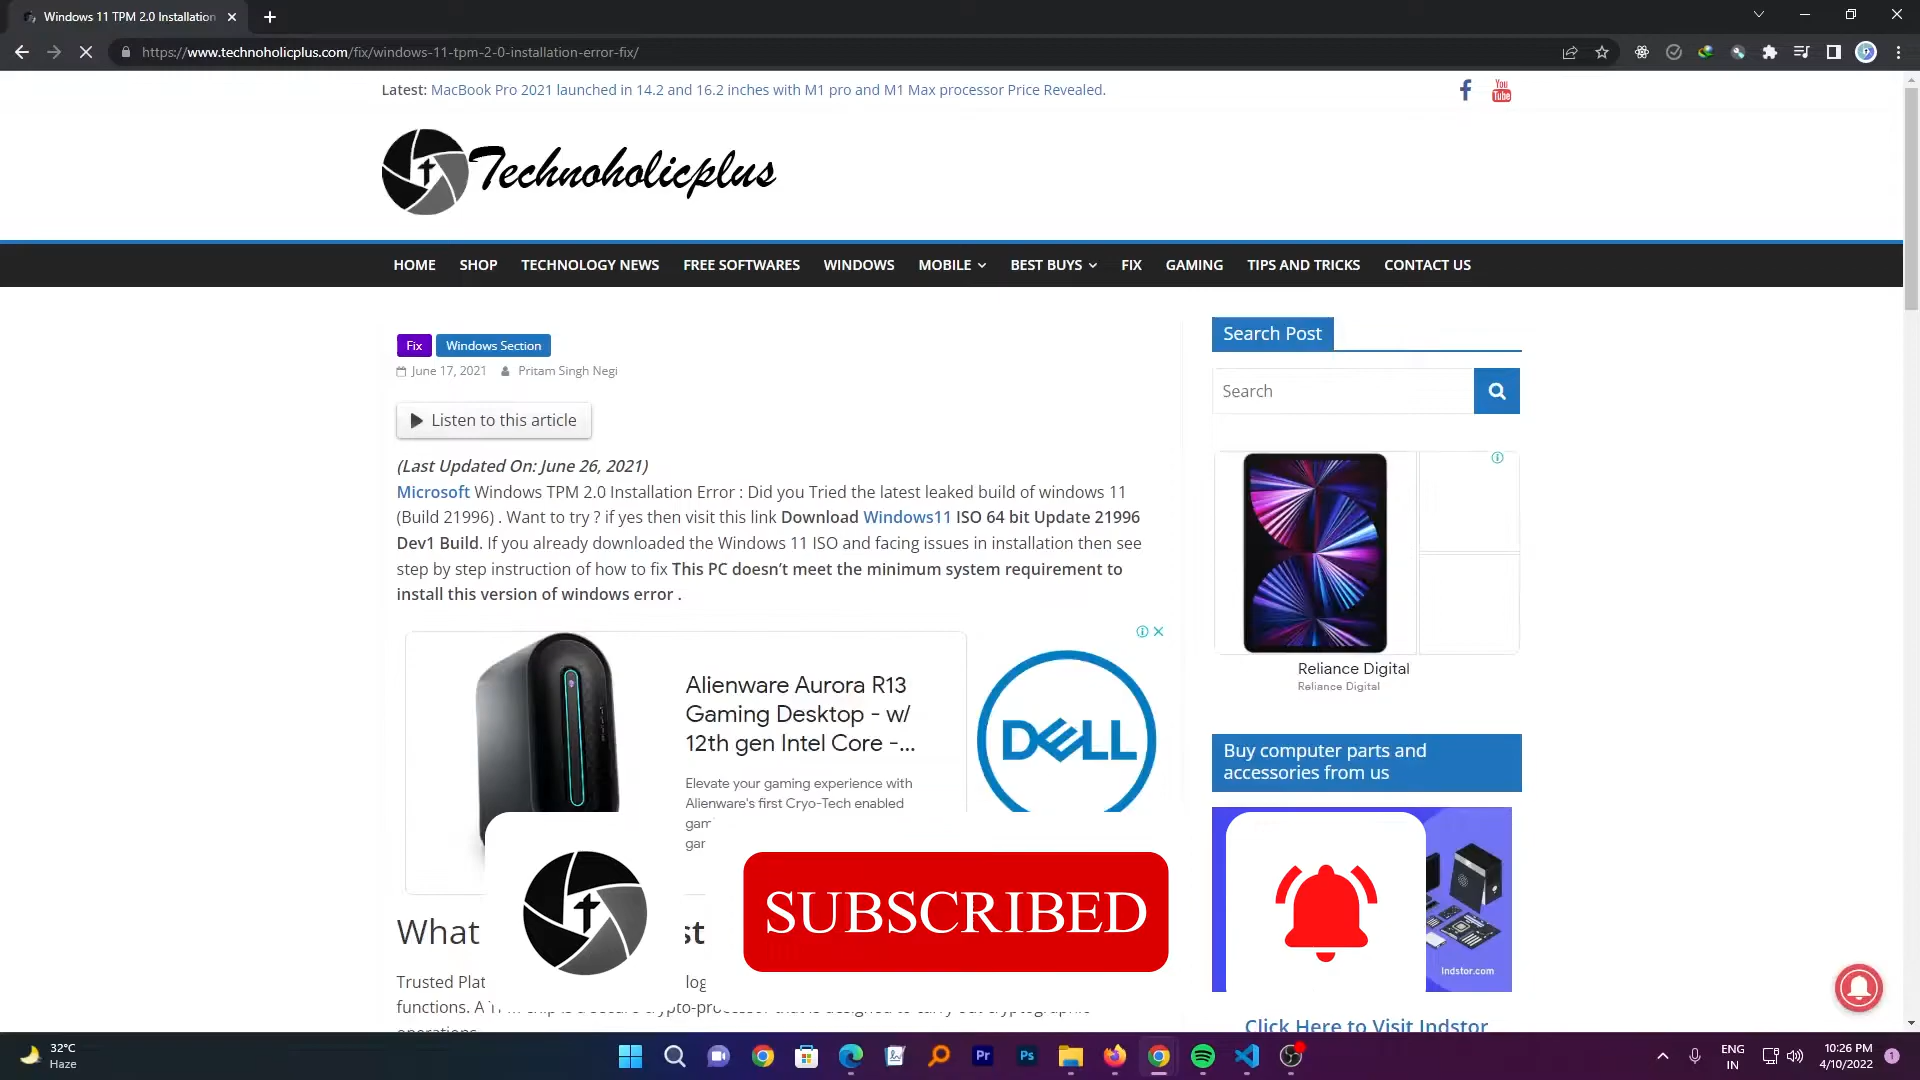 Windows 11 TPM 2.0 Installation
https://www.technoholicplus.com/fix/windows-11-tpm-2-0-installation-error-fix/
Latest: MacBook Pro 2021 launched in 14.2 and 16.2 inches with M1 pro and M1 Max processor Price Revealed.
You Tube
Technoholicplus
HOME SHOP TECHNOLOGY NEWS FREE SOFTWARES WINDOWS MOBILE BEST BUYS FIX GAMING TIPS AND TRICKS CONTACT US
Fix Windows Section
June 17, 2021 Pritam Singh Negi
Listen to this article
(Last Updated On: June 26, 2021)
Microsoft Windows TPM 2.0 Installation Error : Did you Tried the latest leaked build of windows 11
(Build 21996) . Want to try ? if yes then visit this link Download Windows11 ISO 64 bit Update 21996
Dev1 Build. If you already downloaded the Windows 11 ISO and facing issues in installation then see
step by step instruction of how to fix This PC doesn’t meet the minimum system requirement to
install this version of windows error .
Alienware Aurora R13
Gaming Desktop - w/
12th gen Intel Core -...
Elevate your gaming experience with
Alienware's first Cryo-Tech enabled
gam
gar
DELL
What st
Trusted Plat log
functions. A
Search Post
Search
Reliance Digital
Reliance Digital
Buy computer parts and
accessories from us
Indstor.com
Click Here to Visit Indstor
SUBSCRIBED
32°C
Haze
Pr
Ps
ENG
IN
10:26 PM
4/10/2022
1